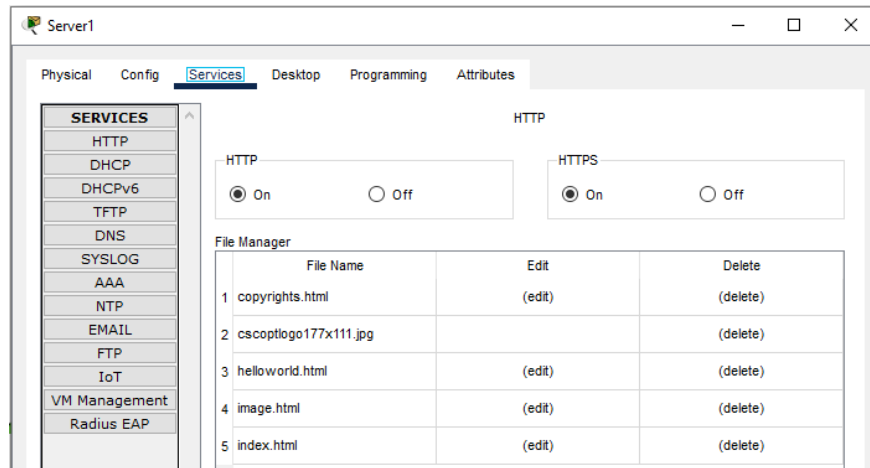 Server1
Physical Config Services Desktop Programming Attributes
SERVICES
HTTP
DHCP
DHCPv6
TFTP
DNS
SYSLOG
AAA
NTP
EMAIL
FTP
IoT
VM Management
Radius EAP
HTTP
HTTP
On Off
HTTPS
On Off
File Manager
File Name Edit Delete
1 copyrights.html (edit) (delete)
2 cscoptlogo177x111.jpg (delete)
3 helloworld.html (edit) (delete)
4 image.html (edit) (delete)
5 index.html (edit) (delete)